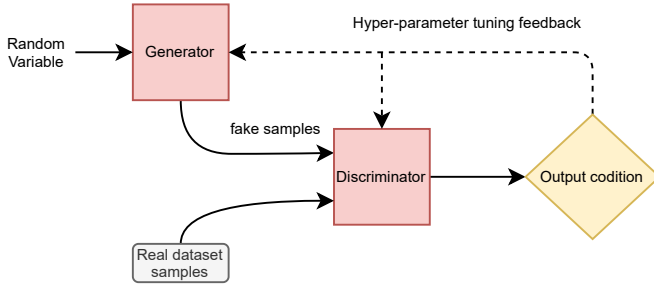 Hyper-parameter tuning feedback
Random
Variable
Generator
fake samples
Discriminator
Output codition
Real dataset
samples